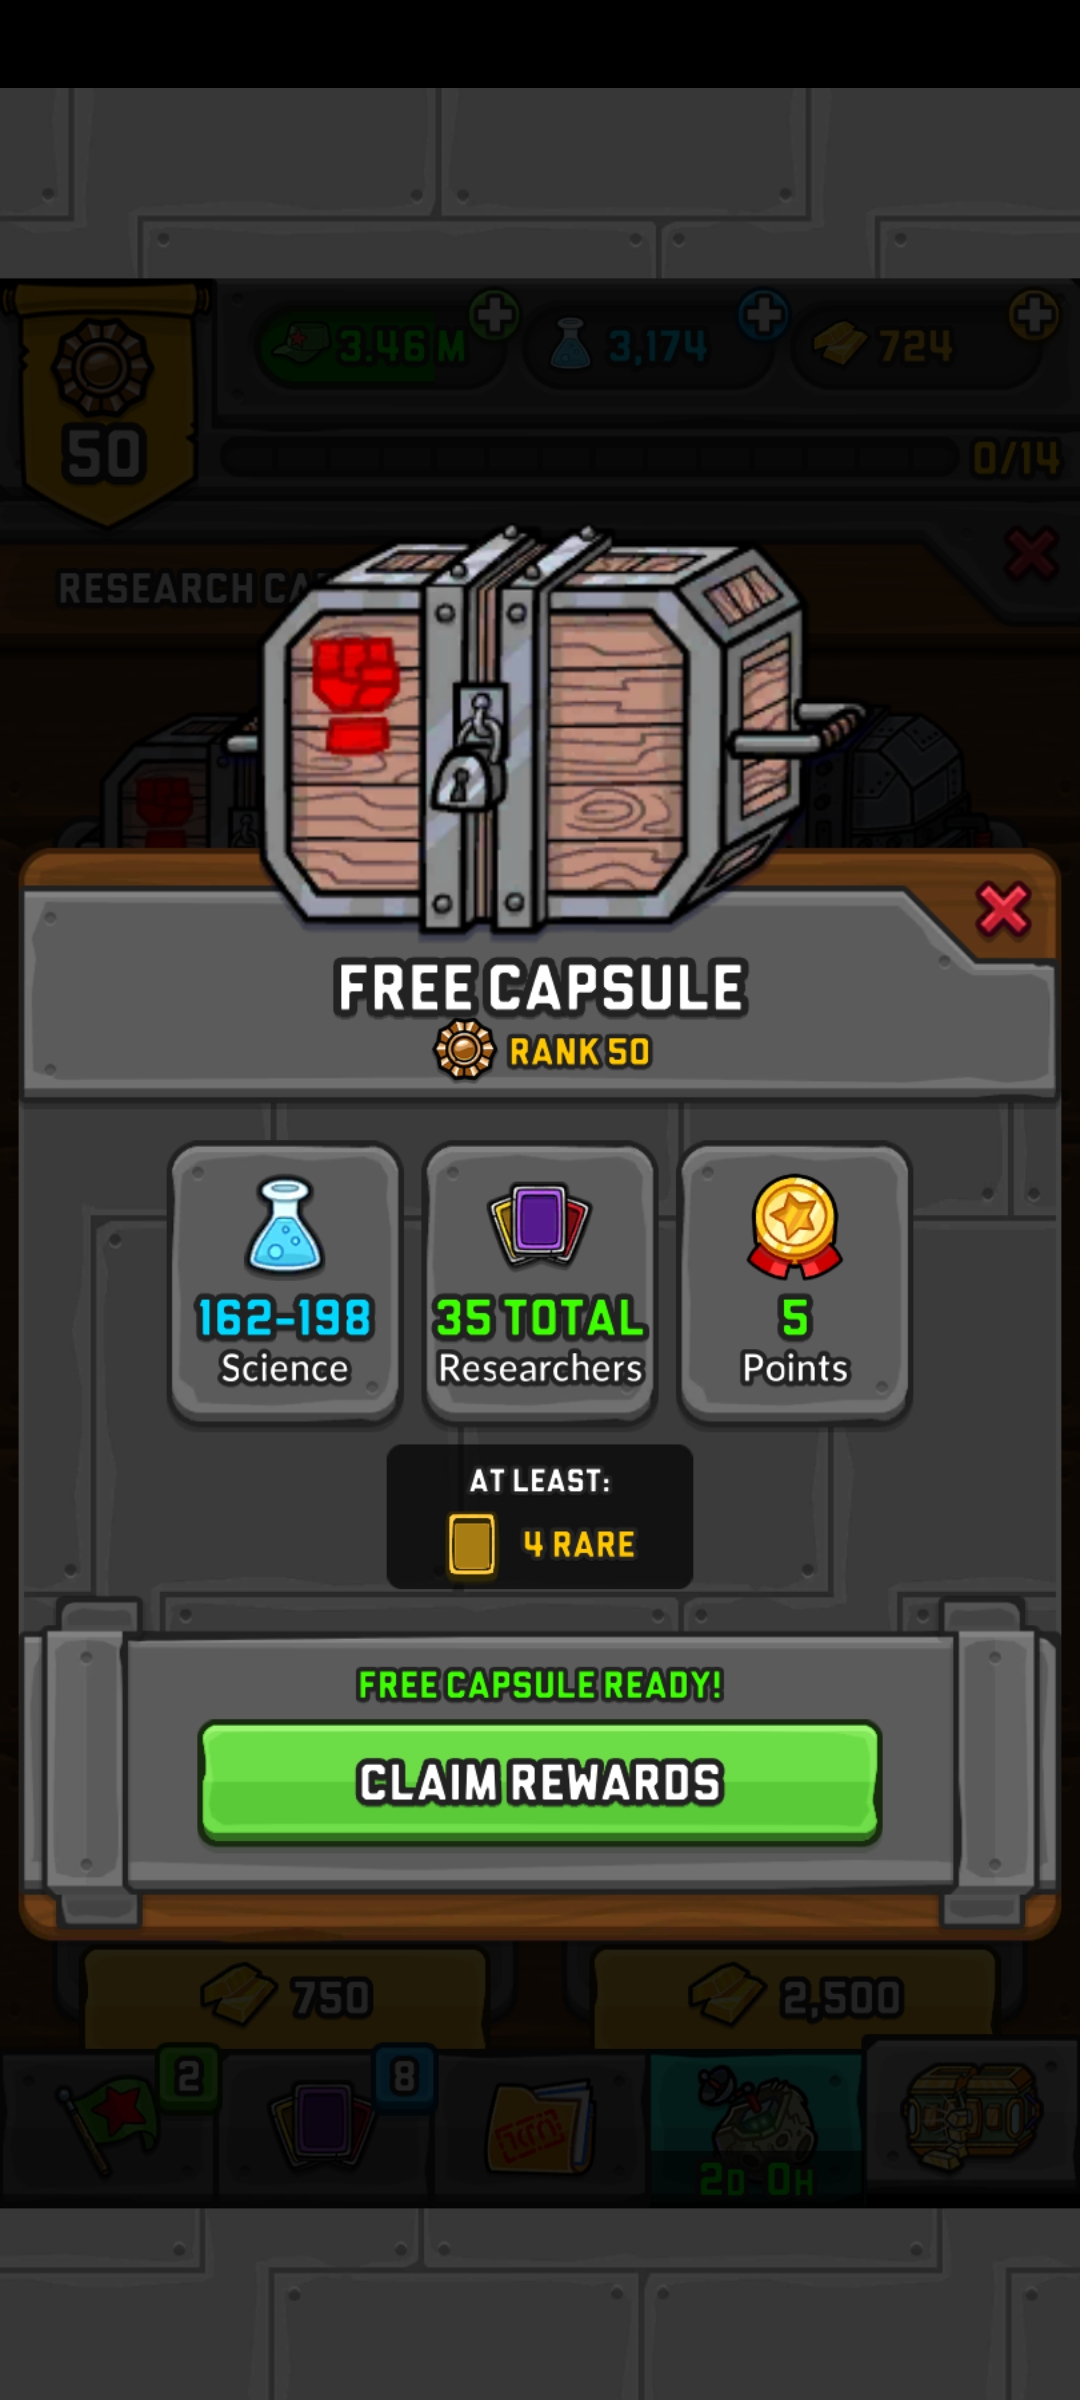 3.46 M
3,174
724
50
0/14
RESEARCH CA
FREE CAPSULE
RANK 50
162-198
Science
35 TOTAL
Researchers
5
Points
AT LEAST:
4 RARE
FREE CAPSULE READY!
CLAIM REWARDS
750
2,500
2
8
2D 0H